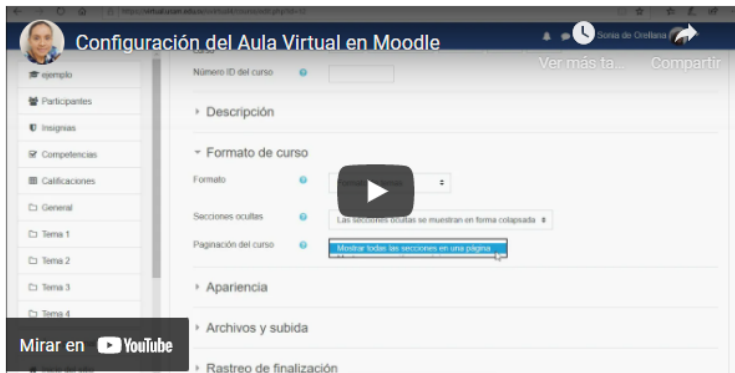 Configuración del Aula Virtual en Moodle
Sonia de Orellana
Ver más ta...
Compartir
ejemplo
Participantes
Insignias
Competencias
Calificaciones
General
Tema 1
Tema 2
Tema 3
Tema 4
Número ID del curso
Descripción
Formato de curso
Formato
Secciones ocultas
Las secciones ocultas se muestran en forma colapsada
Paginación del curso
Mostrar todas las secciones en una página
Apariencia
Archivos y subida
Rastreo de finalización
Mirar en YouTube